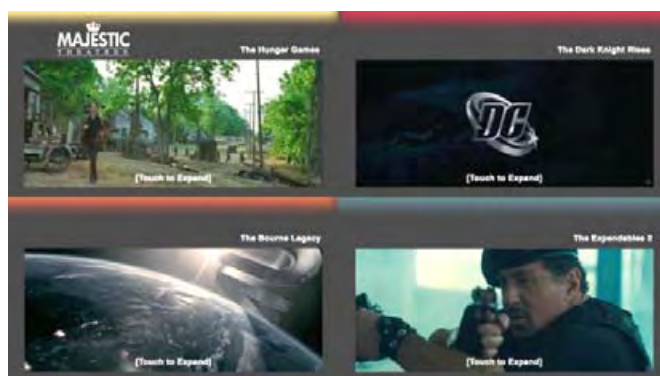 MAJESTIC
THEATRES
The Hunger Games
The Dark Knight Rises
[Touch to Expand]
DC
[Touch to Expand]
The Bourne Legacy
The Expendables 2
[Touch to Expand]
[Touch to Expand]